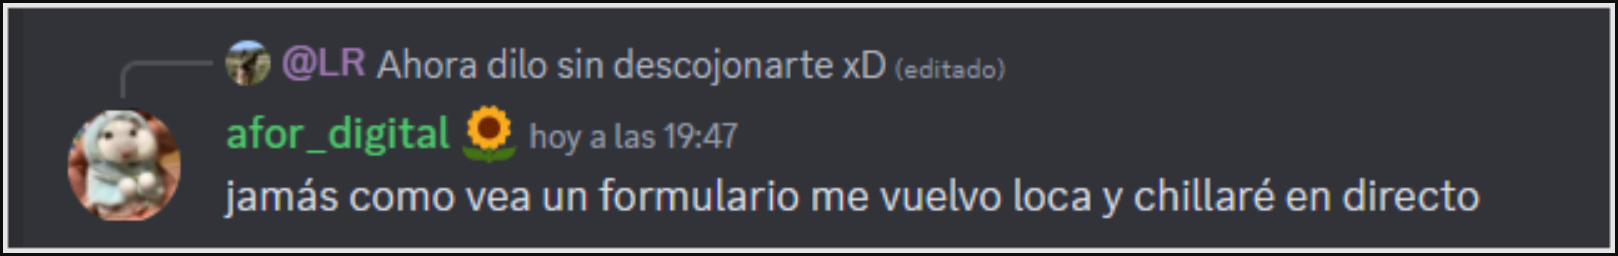 @LR Ahora dilo sin descojonarte xD (editado)
afor_digital 🌻 hoy a las 19:47
jamás como vea un formulario me vuelvo loca y chillaré en directo